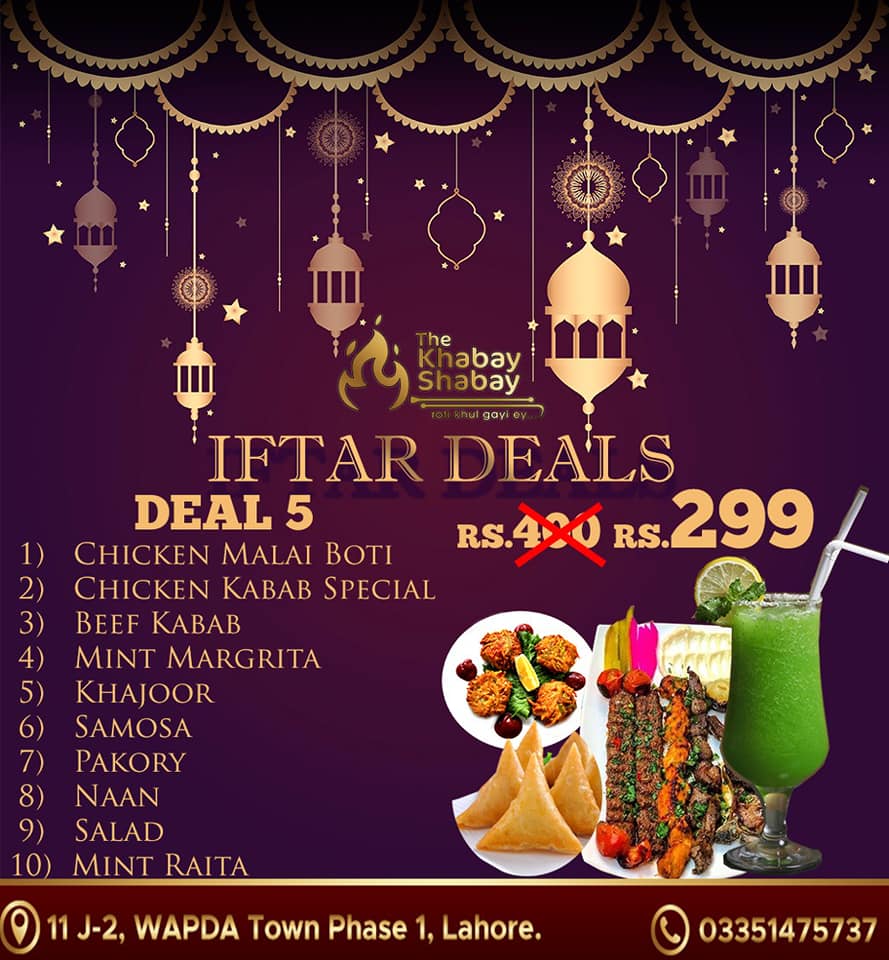 The
Khabay
Shabay
roti khul gayi ey....
IFTAR DEALS
DEAL 5
RS.400 RS.299
1) CHICKEN MALAI BOTI
2) CHICKEN KABAB SPECIAL
3) BEEF KABAB
4) MINT MARGRITA
5) KHAJOOR
6) SAMOSA
7) PAKORY
8) NAAN
9) SALAD
10) MINT RAITA
11 J-2, WAPDA Town Phase 1, Lahore.
03351475737